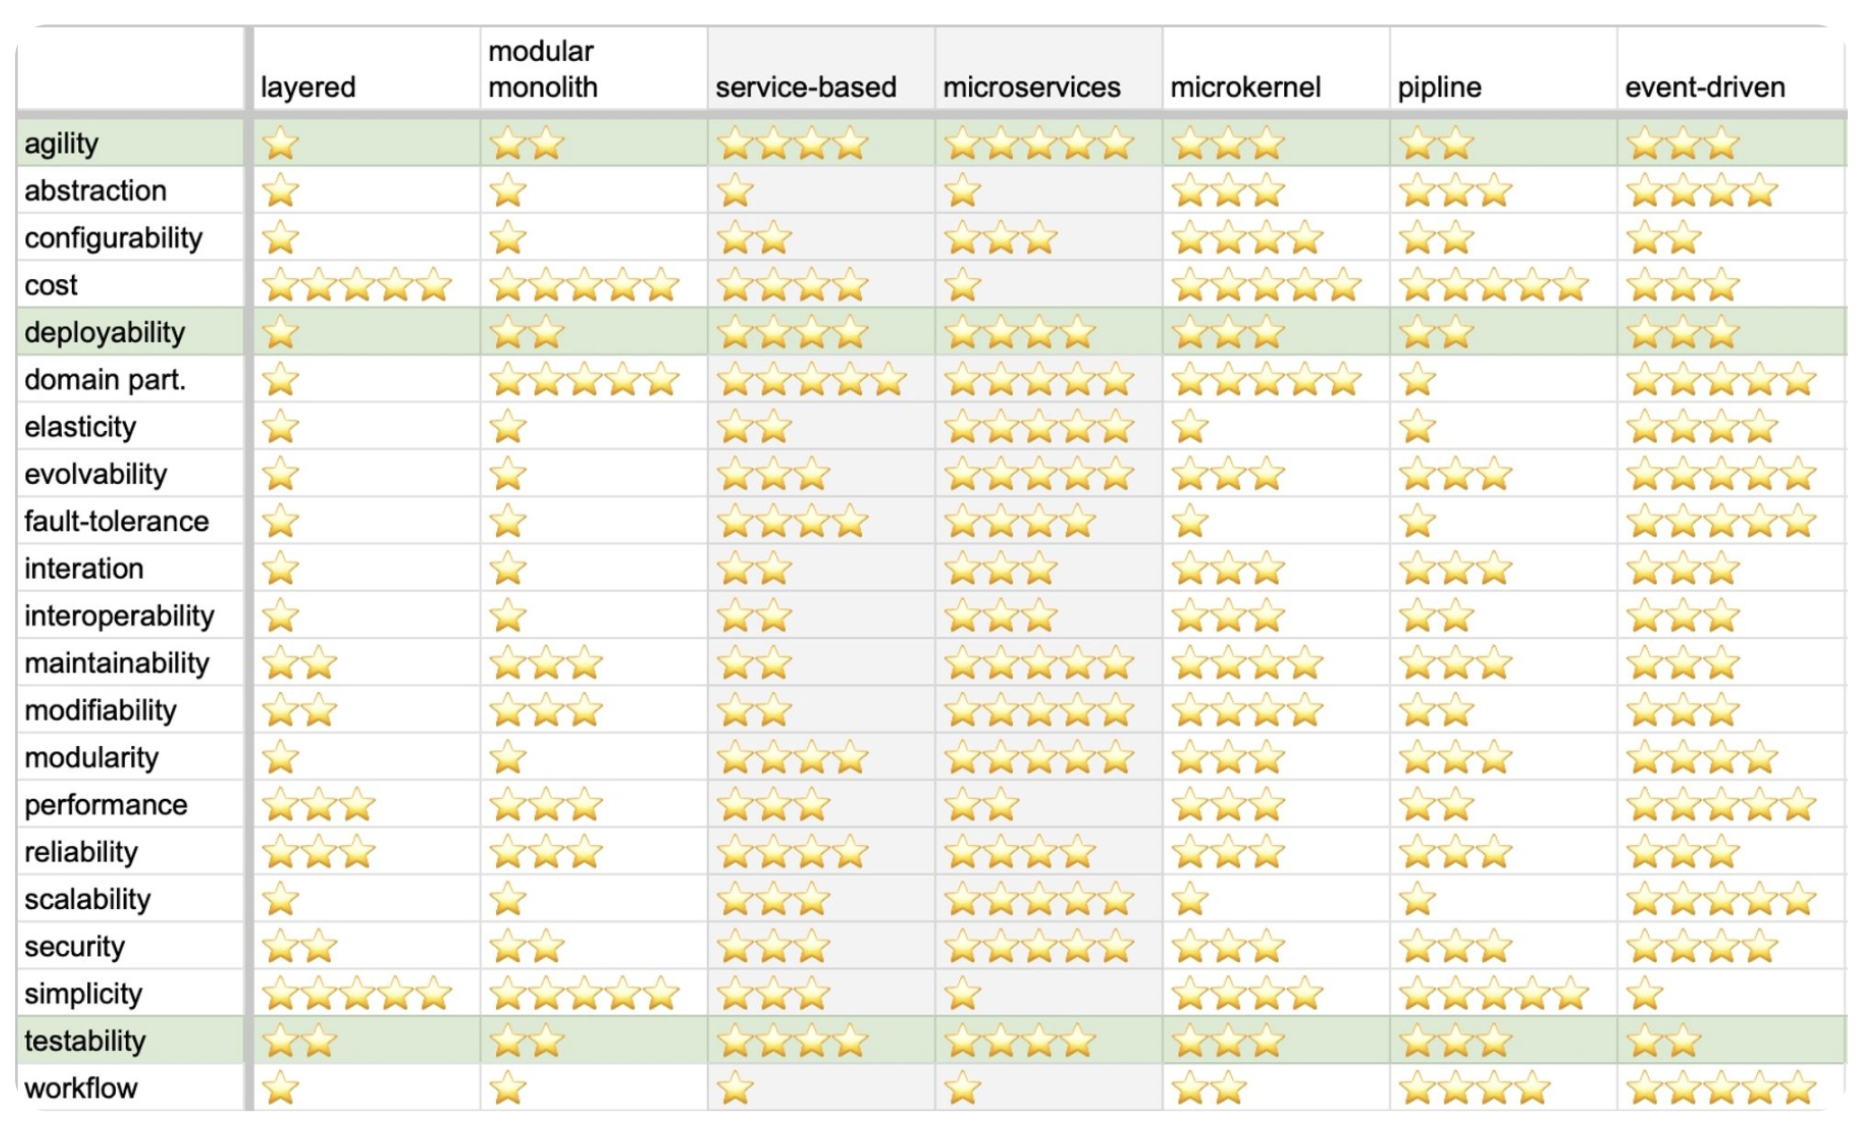 layered
modular
monolith
service-based
microservices
microkernel
pipline
event-driven
agility
abstraction
configurability
cost
deployability
domain part.
elasticity
evolvability
fault-tolerance
interation
interoperability
maintainability
modifiability
modularity
performance
reliability
scalability
security
simplicity
testability
workflow